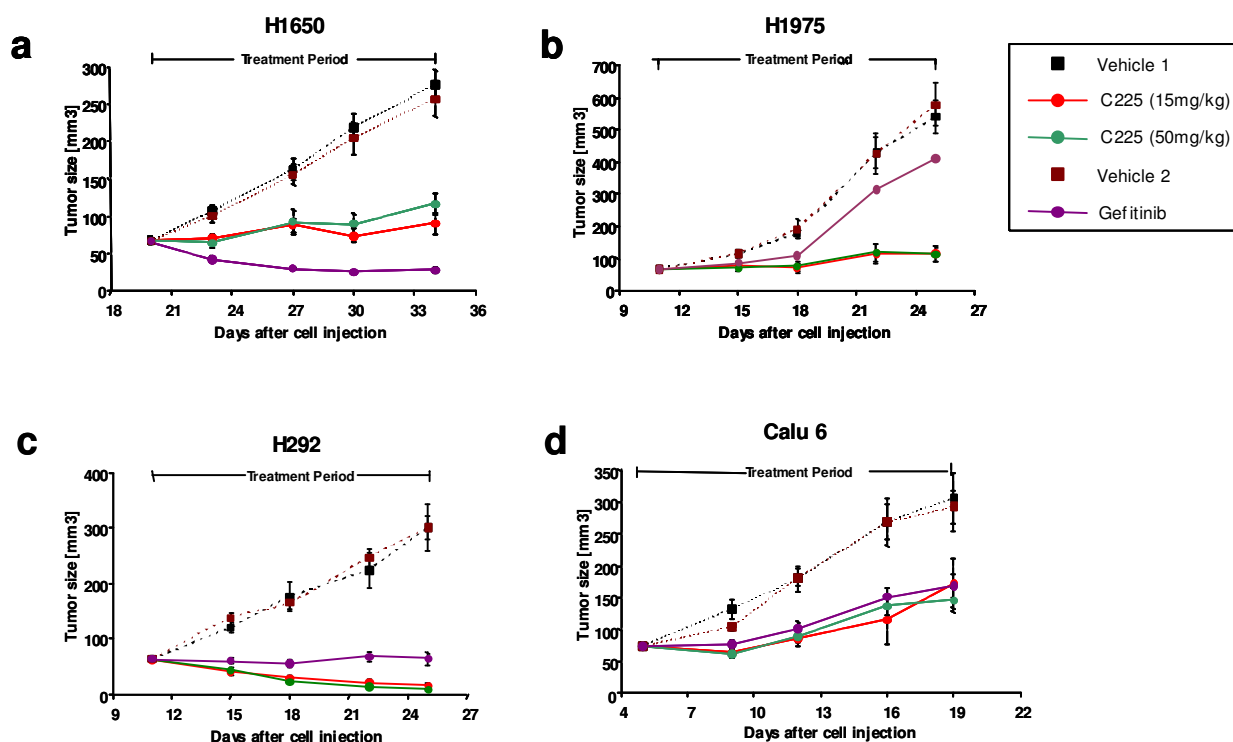 a
H1650
Treatment Period
Tumor size [mm3]
300
250
200
150
100
50
0
18
21
24
27
30
33
36
Days after cell injection
b
H1975
Treatment Period
Tumor size [mm3]
700
600
500
400
300
200
100
0
9
12
15
18
21
24
27
Days after cell injection
Vehicle 1
C225 (15mg/kg)
C225 (50mg/kg)
Vehicle 2
Gefitinib
c
H292
Treatment Period
Tumor size [mm3]
400
300
200
100
0
9
12
15
18
21
24
27
Days after cell injection
d
Calu 6
Treatment Period
Tumor size [mm3]
350
300
250
200
150
100
50
0
4
7
10
13
16
19
22
Days after cell injection